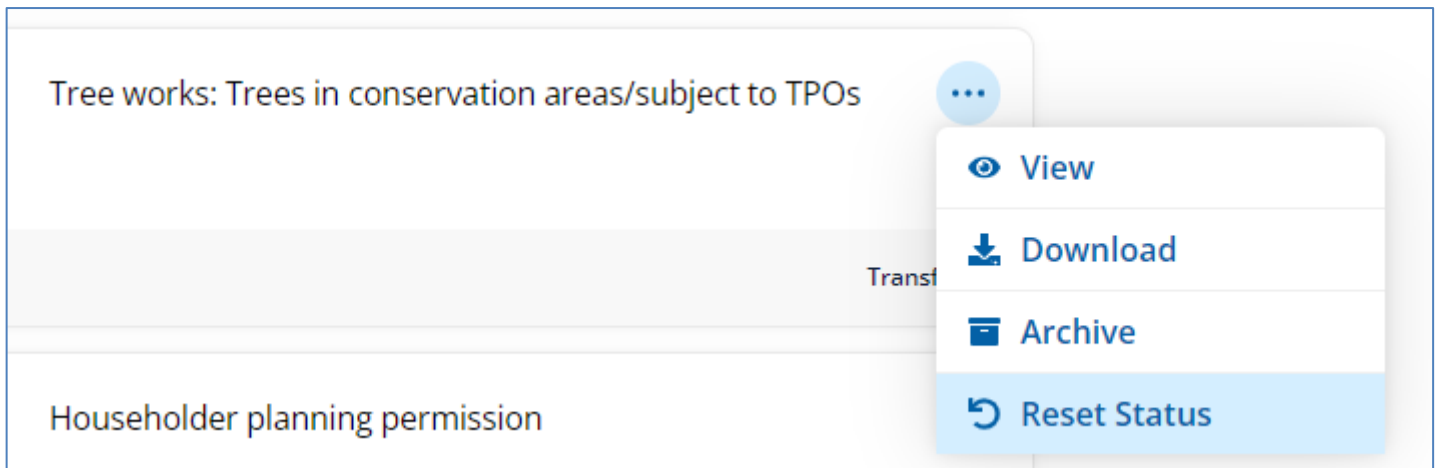 Tree works: Trees in conservation areas/subject to TPOs
View
Download
Archive
Reset Status
Householder planning permission